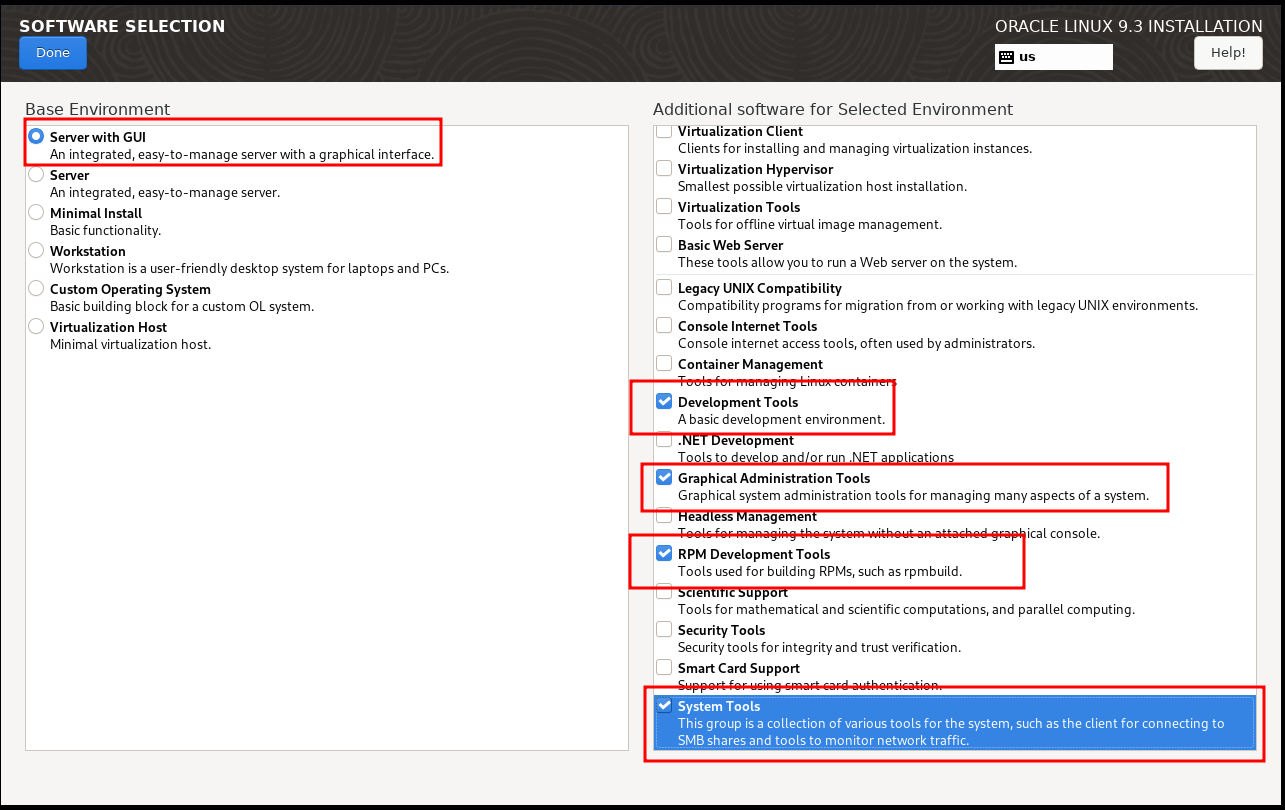 SOFTWARE SELECTION
Done
ORACLE LINUX 9.3 INSTALLATION
us
Help!
Base Environment
Server with GUI
An integrated, easy-to-manage server with a graphical interface.
Server
An integrated, easy-to-manage server.
Minimal Install
Basic functionality.
Workstation
Workstation is a user-friendly desktop system for laptops and PCs.
Custom Operating System
Basic building block for a custom OL system.
Virtualization Host
Minimal virtualization host.
Additional software for Selected Environment
Virtualization Client
Clients for installing and managing virtualization instances.
Virtualization Hypervisor
Smallest possible virtualization host installation.
Virtualization Tools
Tools for offline virtual image management.
Basic Web Server
These tools allow you to run a Web server on the system.
Legacy UNIX Compatibility
Compatibility programs for migration from or working with legacy UNIX environments.
Console Internet Tools
Console internet access tools, often used by administrators.
Container Management
Tools for managing Linux containers
Development Tools
A basic development environment.
.NET Development
Tools to develop and/or run .NET applications
Graphical Administration Tools
Graphical system administration tools for managing many aspects of a system.
Headless Management
Tools for managing the system without an attached graphical console.
RPM Development Tools
Tools used for building RPMs, such as rpmbuild.
Scientific Support
Tools for mathematical and scientific computations, and parallel computing.
Security Tools
Security tools for integrity and trust verification.
Smart Card Support
Support for using smart card authentication.
System Tools
This group is a collection of various tools for the system, such as the client for connecting to
SMB shares and tools to monitor network traffic.